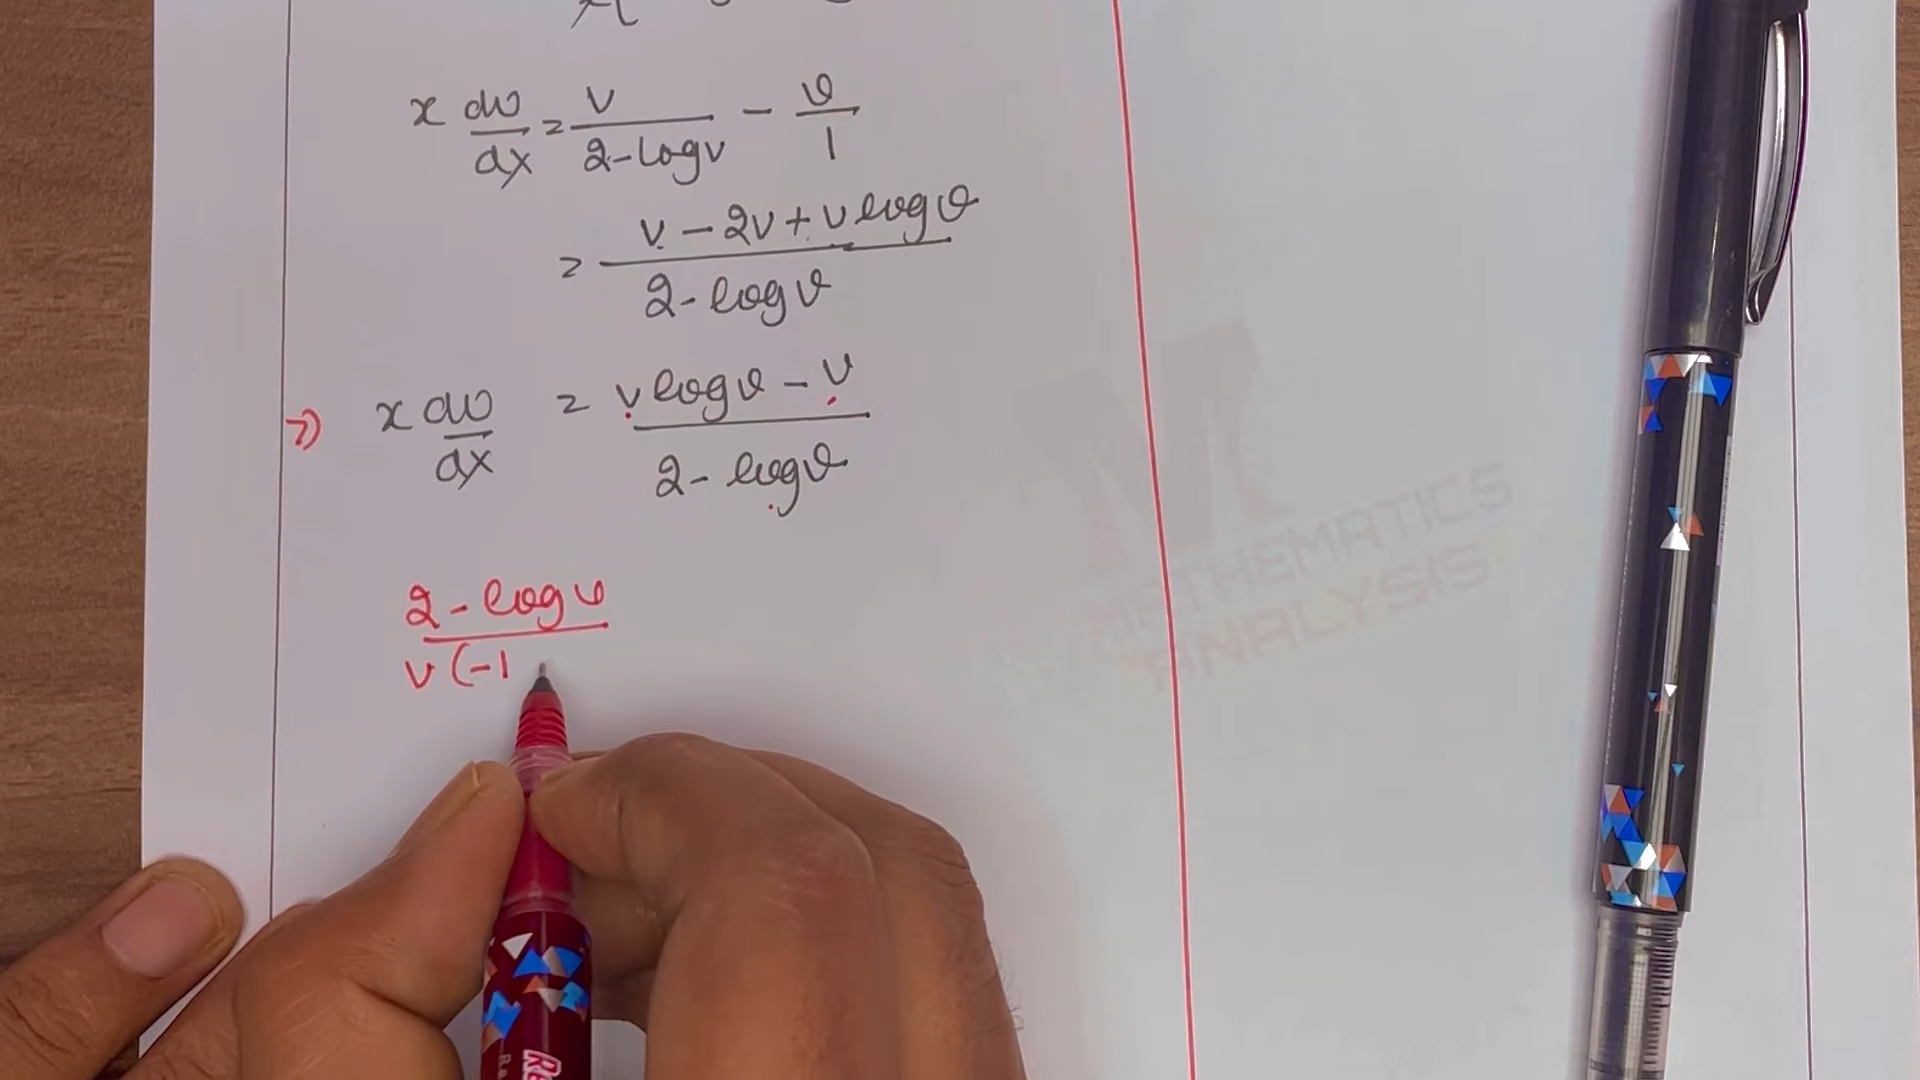 x dv/dx = v/(2-logv) - v/1
= (v - 2v + v log v)/(2 - log v)
⇒ x dv/dx = (v log v - v)/(2 - log v)
2 - log v
v (-1
MATHEMATICS
ANALYSIS